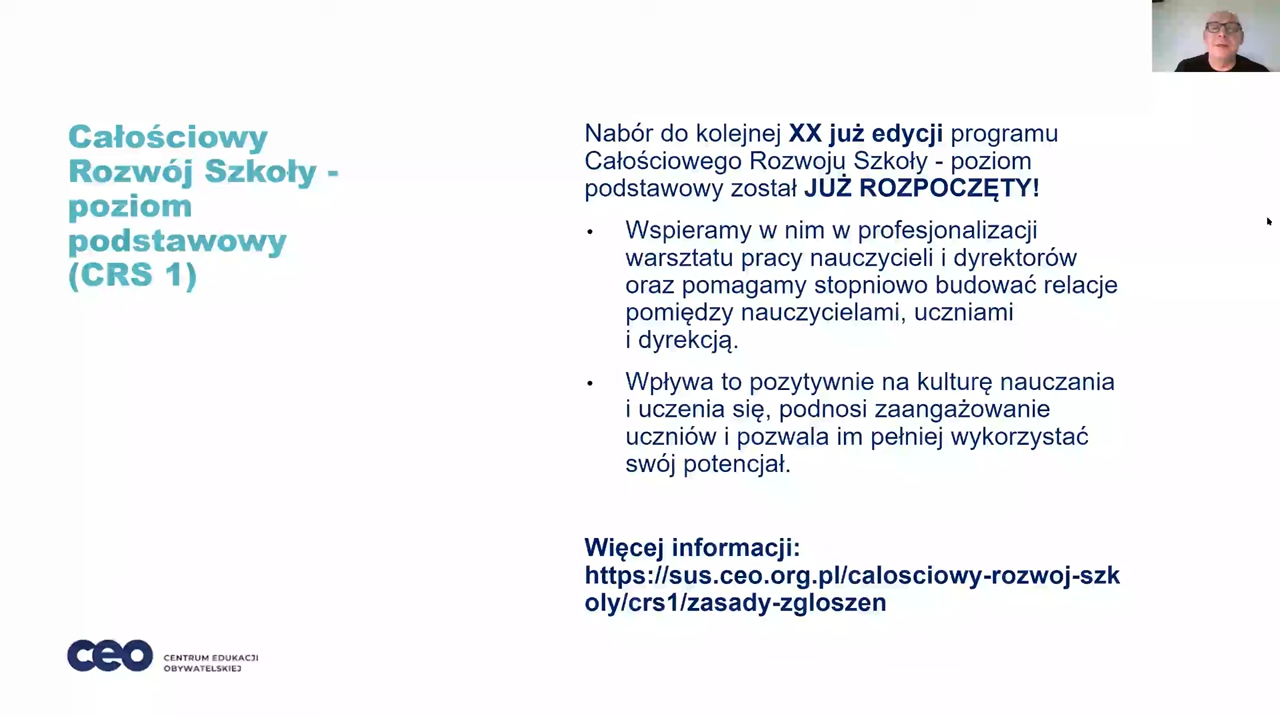 Całościowy
Rozwój Szkoły -
poziom
podstawowy
(CRS 1)
Nabór do kolejnej XX już edycji programu
Całościowego Rozwoju Szkoły - poziom
podstawowy został JUŻ ROZPOCZĘTY!
• Wspieramy w nim w profesjonalizacji
warsztatu pracy nauczycieli i dyrektorów
oraz pomagamy stopniowo budować relacje
pomiędzy nauczycielami, uczniami
i dyrekcją.
• Wpływa to pozytywnie na kulturę nauczania
i uczenia się, podnosi zaangażowanie
uczniów i pozwala im pełniej wykorzystać
swój potencjał.
Więcej informacji:
https://sus.ceo.org.pl/calosciowy-rozwoj-szk
oly/crs1/zasady-zgloszen
ceo
CENTRUM EDUKACJI
OBYWATELSKIEJ